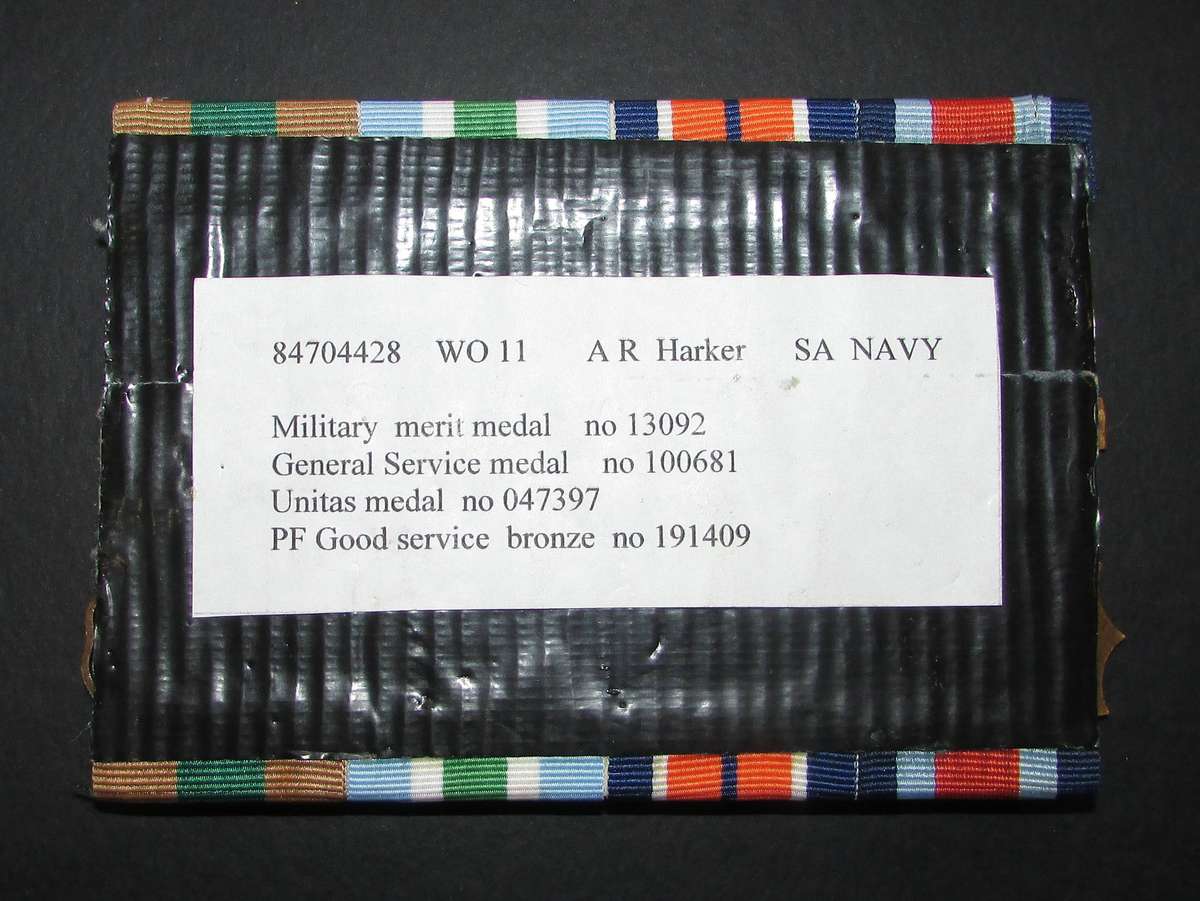 84704428 WO 11 A R Harker SA NAVY
Military merit medal no 13092
General Service medal no 100681
Unitas medal no 047397
PF Good service bronze no 191409